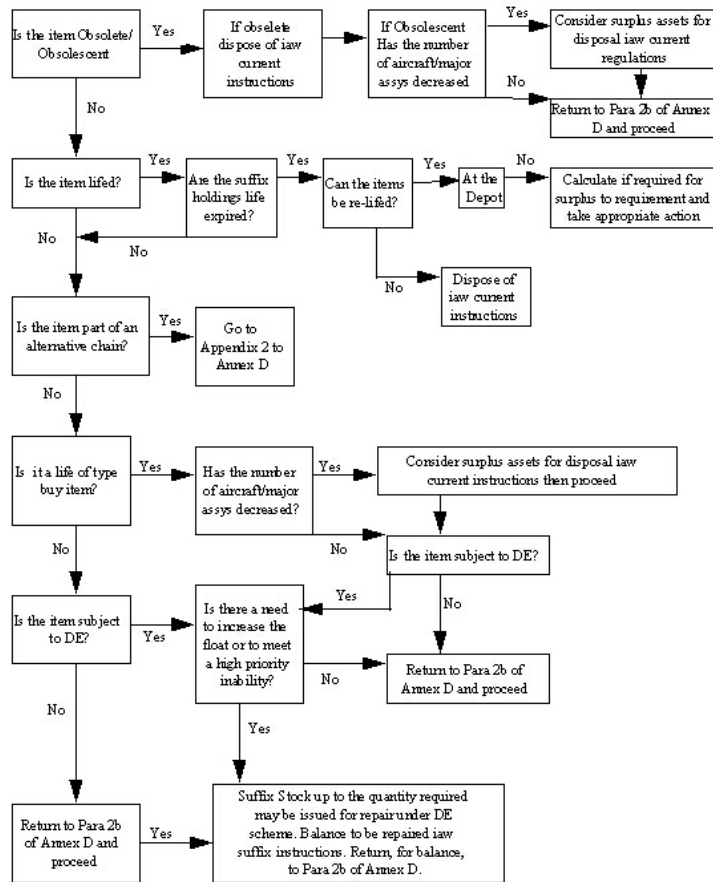 Is the item Obsolete/
Obsolescent
Yes
If obselete
dispose of iaw
current
instructions
If Obsolescent
Has the number
of aircraft/major
assys decreased
Yes
Consider surplus assets for
disposal iaw current
regulations
No
Return to Para 2b of Annex
D and proceed
No
Is the item lifed?
Yes
Are the suffix
holdings life
expired?
Yes
Can the items
be re-lifed?
Yes
At the
Depot
No
Calculate if required for
surplus to requirement and
take appropriate action
No
No
No
Dispose of
iaw current
instructions
Is the item part of an
alternative chain?
Yes
Go to
Appendix 2 to
Annex D
No
Is it a life of type
buy item?
Yes
Has the number
of aircraft/major
assys decreased?
Yes
Consider surplus assets for disposal iaw
current instructions then proceed
No
Is the item subject to DE?
No
Is the item subject
to DE?
Yes
Is there a need
to increase the
float or to meet
a high priority
inability?
Yes
No
No
Return to Para 2b of
Annex D and proceed
No
Yes
Return to Para 2b
of Annex D and
proceed
Yes
Suffix Stock up to the quantity required
may be issued for repair under DE
scheme. Balance to be repaired iaw
suffix instructions. Return, for balance,
to Para 2b of Annex D.